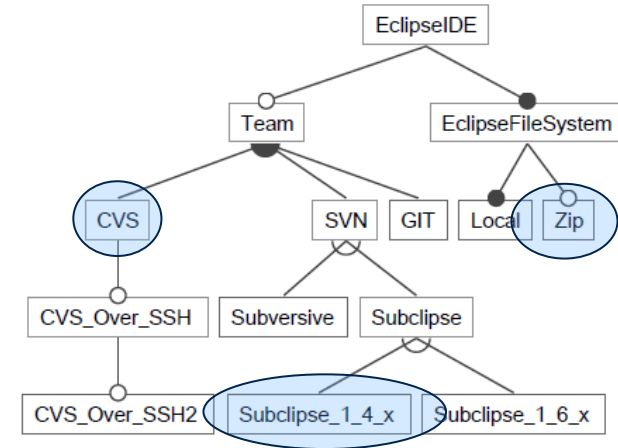 EclipseIDE
Team EclipseFileSystem
CVS SVN GIT Local Zip
CVS_Over_SSH Subversive Subclipse
CVS_Over_SSH2 Subclipse_1_4_x Subclipse_1_6_x